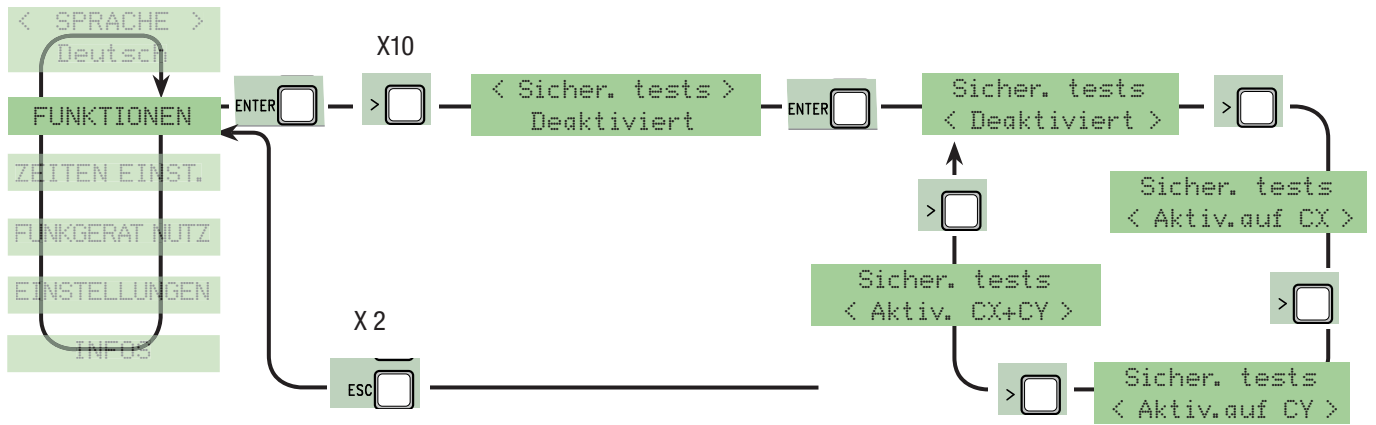 < SPRACHE >
Deutsch
FUNKTIONEN
ZEITEN EINST.
FUNKGERAT NUTZ
EINSTELLUNGEN
INFOS
ENTER
X10
>
< Sicher. tests >
Deaktiviert
ENTER
Sicher. tests
< Deaktiviert >
>
Sicher. tests
< Aktiv.auf CX >
>
Sicher. tests
< Aktiv.auf CY >
>
Sicher. tests
< Aktiv. CX+CY >
>
X 2
ESC